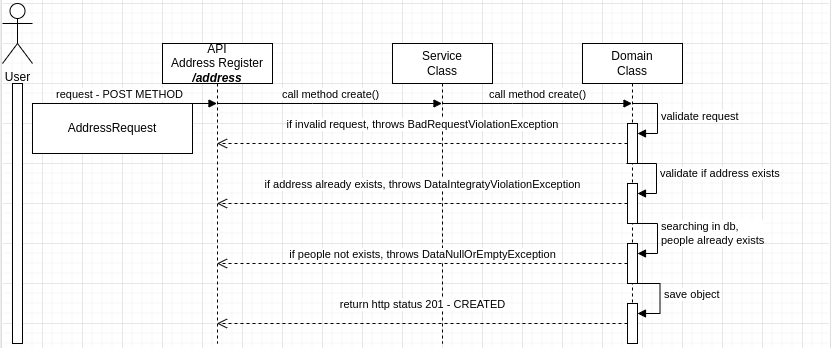 User
API
Address Register
/address
Service
Class
Domain
Class
request - POST METHOD
call method create()
call method create()
AddressRequest
validate request
if invalid request, throws BadRequestViolationException
validate if address exists
if address already exists, throws DataIntegratyViolationException
searching in db,
people already exists
if people not exists, throws DataNullOrEmptyException
save object
return http status 201 - CREATED